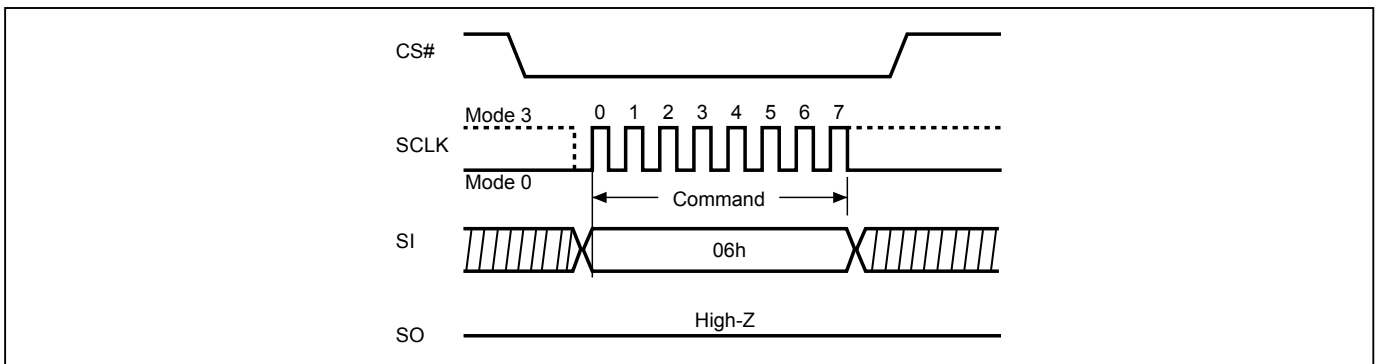 CS#
Mode 3
0 1 2 3 4 5 6 7
SCLK
Mode 0
Command
SI
06h
High-Z
SO